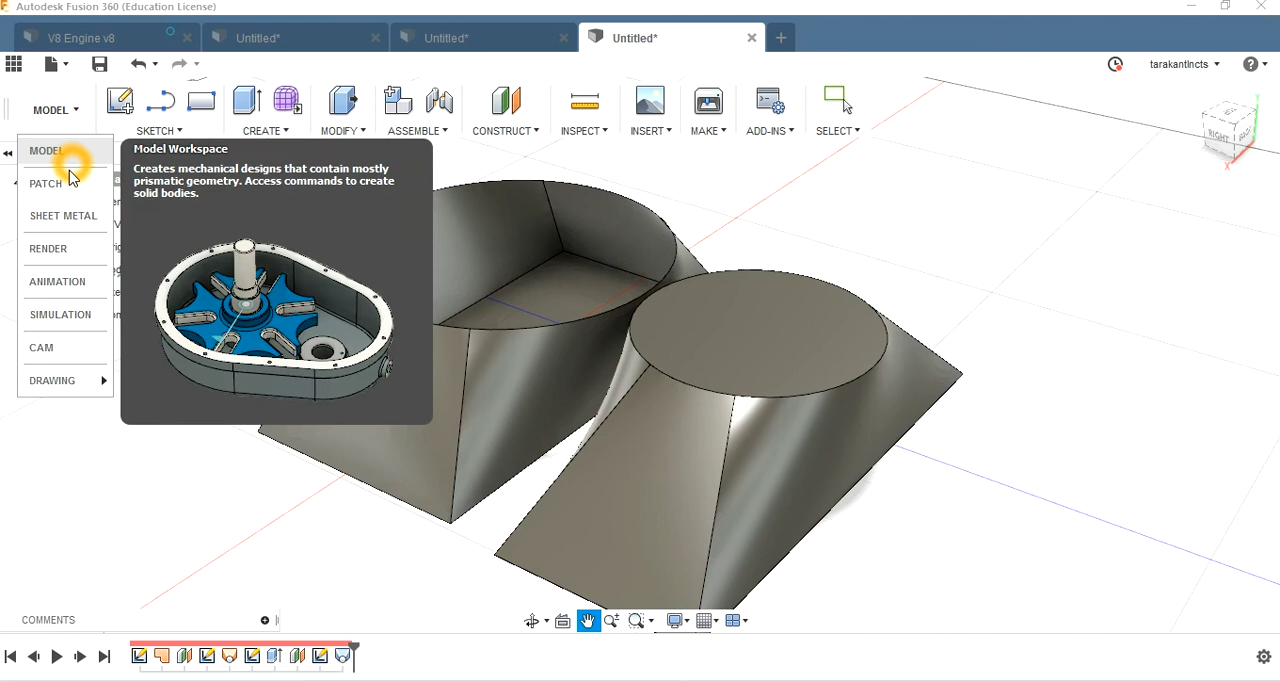 Autodesk Fusion 360 (Education License)
V8 Engine v8
Untitled*
Untitled*
Untitled*
tarakantlncts
MODEL
SKETCH
CREATE
MODIFY
ASSEMBLE
CONSTRUCT
INSPECT
INSERT
MAKE
ADD-INS
SELECT
MODEL
PATCH
SHEET METAL
RENDER
ANIMATION
SIMULATION
CAM
DRAWING
Model Workspace
Creates mechanical designs that contain mostly
prismatic geometry. Access commands to create
solid bodies.
RIGHT
X
COMMENTS